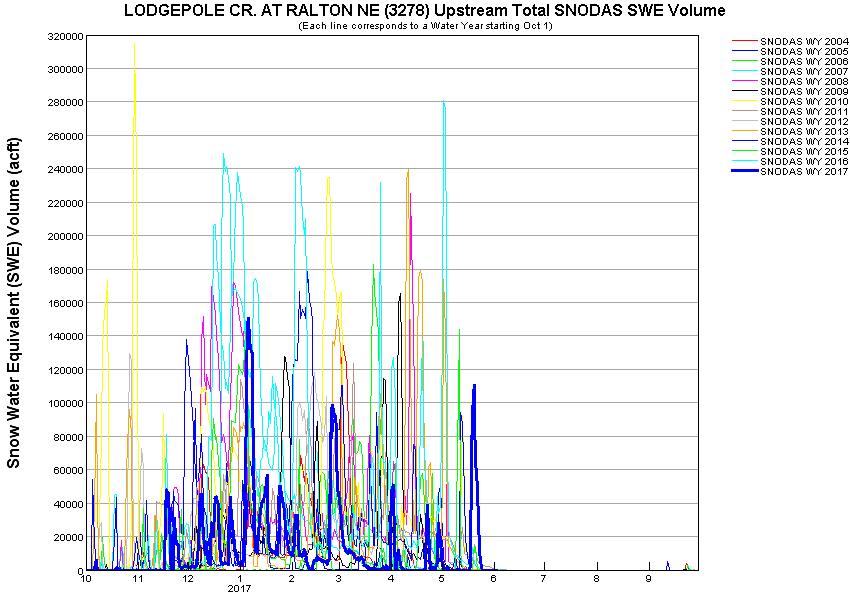 LODGEPOLE CR. AT RALTON NE (3278) Upstream Total SNODAS SWE Volume
(Each line corresponds to a Water Year starting Oct 1)
Snow Water Equivalent (SWE) Volume (acft)
320000
300000
280000
260000
240000
220000
200000
180000
160000
140000
120000
100000
80000
60000
40000
20000
0
10 11 12 1 2 3 4 5 6 7 8 9
2017
SNODAS WY 2004
SNODAS WY 2005
SNODAS WY 2006
SNODAS WY 2007
SNODAS WY 2008
SNODAS WY 2009
SNODAS WY 2010
SNODAS WY 2011
SNODAS WY 2012
SNODAS WY 2013
SNODAS WY 2014
SNODAS WY 2015
SNODAS WY 2016
SNODAS WY 2017